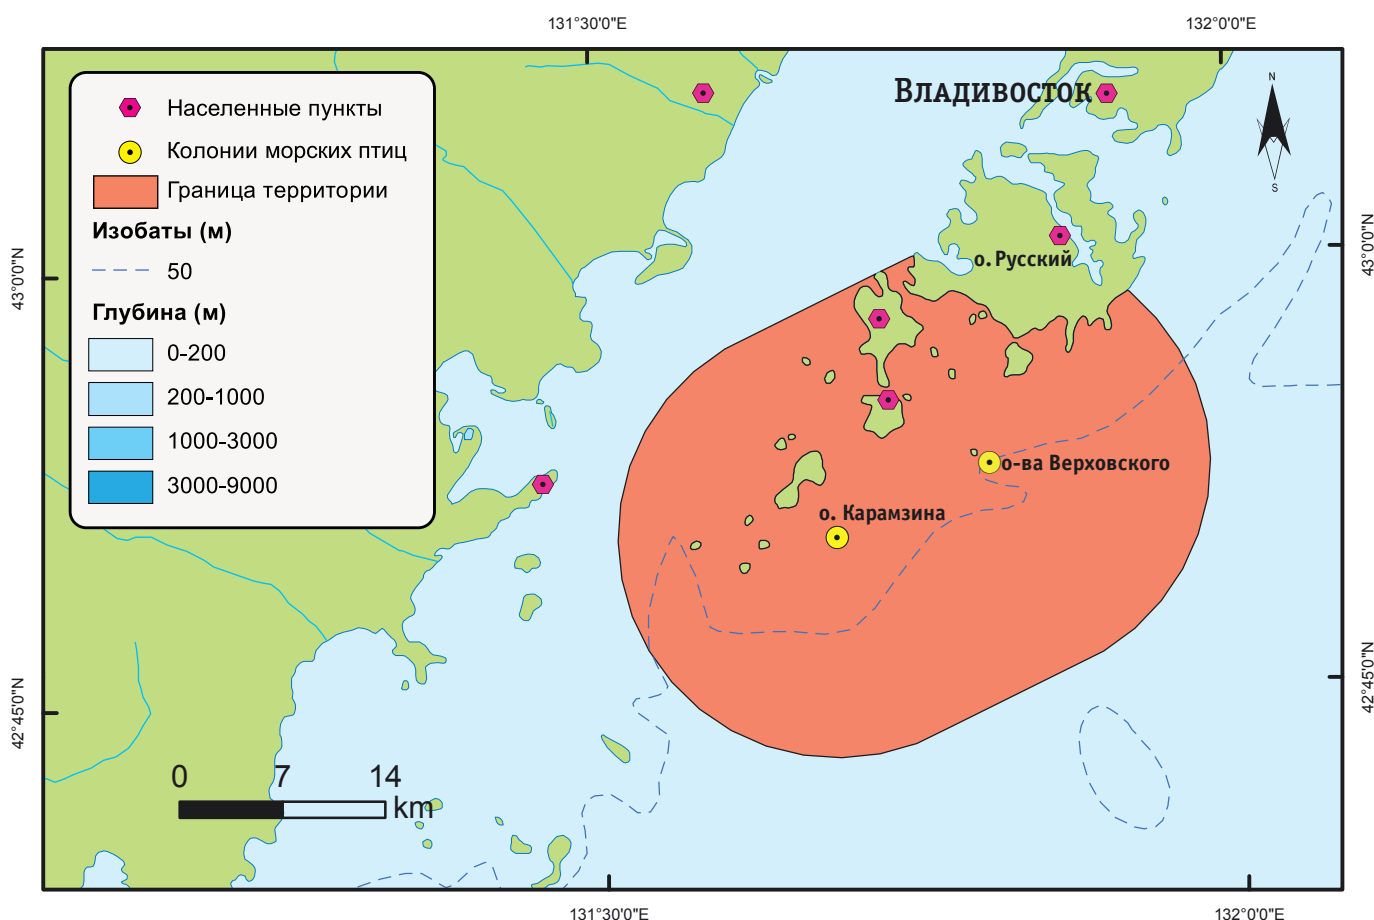 131°30'0"E
132°0'0"E
Населенные пункты
Колонии морских птиц
Граница территории
Изобаты (м)
50
Глубина (м)
0-200
200-1000
1000-3000
3000-9000
Владивосток
N
S
о. Русский
43°0'0"N
43°0'0"N
о-ва Верховского
о. Карамзина
42°45'0"N
42°45'0"N
0 7 14
km
131°30'0"E
132°0'0"E